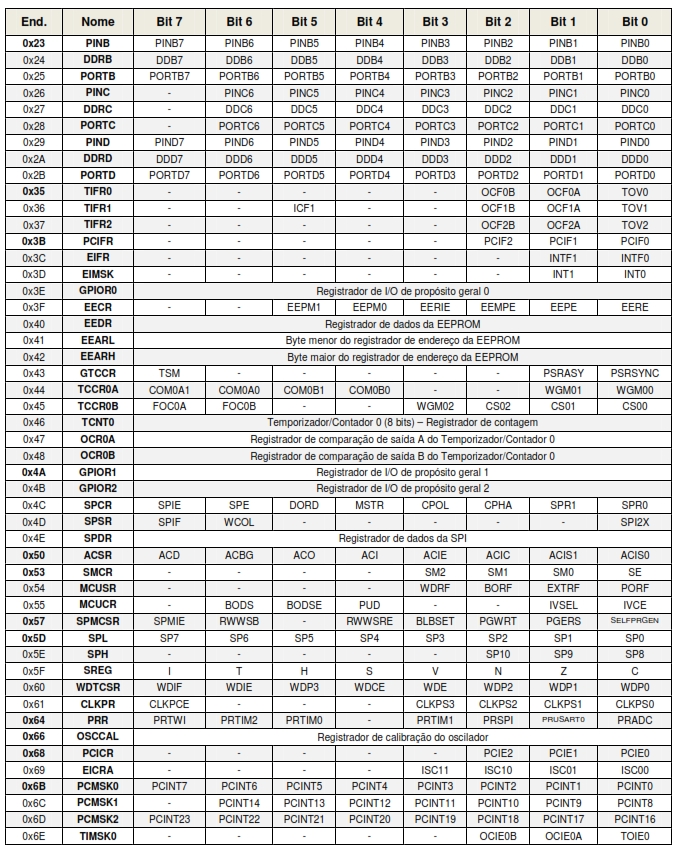 End. Nome Bit 7 Bit 6 Bit 5 Bit 4 Bit 3 Bit 2 Bit 1 Bit 0
0x23 PINB PINB7 PINB6 PINB5 PINB4 PINB3 PINB2 PINB1 PINB0
0x24 DDRB DDB7 DDB6 DDB5 DDB4 DDB3 DDB2 DDB1 DDB0
0x25 PORTB PORTB7 PORTB6 PORTB5 PORTB4 PORTB3 PORTB2 PORTB1 PORTB0
0x26 PINC - PINC6 PINC5 PINC4 PINC3 PINC2 PINC1 PINC0
0x27 DDRC - DDC6 DDC5 DDC4 DDC3 DDC2 DDC1 DDC0
0x28 PORTC - PORTC6 PORTC5 PORTC4 PORTC3 PORTC2 PORTC1 PORTC0
0x29 PIND PIND7 PIND6 PIND5 PIND4 PIND3 PIND2 PIND1 PIND0
0x2A DDRD DDD7 DDD6 DDD5 DDD4 DDD3 DDD2 DDD1 DDD0
0x2B PORTD PORTD7 PORTD6 PORTD5 PORTD4 PORTD3 PORTD2 PORTD1 PORTD0
0x35 TIFR0 - - - - - OCF0B OCF0A TOV0
0x36 TIFR1 - - ICF1 - - OCF1B OCF1A TOV1
0x37 TIFR2 - - - - - OCF2B OCF2A TOV2
0x3B PCIFR - - - - - PCIF2 PCIF1 PCIF0
0x3C EIFR - - - - - - INTF1 INTF0
0x3D EIMSK - - - - - - INT1 INT0
0x3E GPIOR0 Registrador de I/O de propósito geral 0
0x3F EECR - - EEPM1 EEPM0 EERIE EEMPE EEPE EERE
0x40 EEDR Registrador de dados da EEPROM
0x41 EEARL Byte menor do registrador de endereço da EEPROM
0x42 EEARH Byte maior do registrador de endereço da EEPROM
0x43 GTCCR TSM - - - - - PSRASY PSRSYNC
0x44 TCCR0A COM0A1 COM0A0 COM0B1 COM0B0 - - WGM01 WGM00
0x45 TCCR0B FOC0A FOC0B - - WGM02 CS02 CS01 CS00
0x46 TCNT0 Temporizador/Contador 0 (8 bits) – Registrador de contagem
0x47 OCR0A Registrador de comparação de saída A do Temporizador/Contador 0
0x48 OCR0B Registrador de comparação de saída B do Temporizador/Contador 0
0x4A GPIOR1 Registrador de I/O de propósito geral 1
0x4B GPIOR2 Registrador de I/O de propósito geral 2
0x4C SPCR SPIE SPE DORD MSTR CPOL CPHA SPR1 SPR0
0x4D SPSR SPIF WCOL - - - - - SPI2X
0x4E SPDR Registrador de dados da SPI
0x50 ACSR ACD ACBG ACO ACI ACIE ACIC ACIS1 ACIS0
0x53 SMCR - - - - SM2 SM1 SM0 SE
0x54 MCUSR - - - - WDRF BORF EXTRF PORF
0x55 MCUCR - BODS BODSE PUD - - IVSEL IVCE
0x57 SPMCSR SPMIE RWWSB - RWWSRE BLBSET PGWRT PGERS SELFPRGEN
0x5D SPL SP7 SP6 SP5 SP4 SP3 SP2 SP1 SP0
0x5E SPH - - - - - SP10 SP9 SP8
0x5F SREG I T H S V N Z C
0x60 WDTCSR WDIF WDIE WDP3 WDCE WDE WDP2 WDP1 WDP0
0x61 CLKPR CLKPCE - - - CLKPS3 CLKPS2 CLKPS1 CLKPS0
0x64 PRR PRTWI PRTIM2 PRTIM0 - PRTIM1 PRSPI PRUSART0 PRADC
0x66 OSCCAL Registrador de calibração do oscilador
0x68 PCICR - - - - - PCIE2 PCIE1 PCIE0
0x69 EICRA - - - - ISC11 ISC10 ISC01 ISC00
0x6B PCMSK0 PCINT7 PCINT6 PCINT5 PCINT4 PCINT3 PCINT2 PCINT1 PCINT0
0x6C PCMSK1 - PCINT14 PCINT13 PCINT12 PCINT11 PCINT10 PCINT9 PCINT8
0x6D PCMSK2 PCINT23 PCINT22 PCINT21 PCINT20 PCINT19 PCINT18 PCINT17 PCINT16
0x6E TIMSK0 - - - - - OCIE0B OCIE0A TOIE0